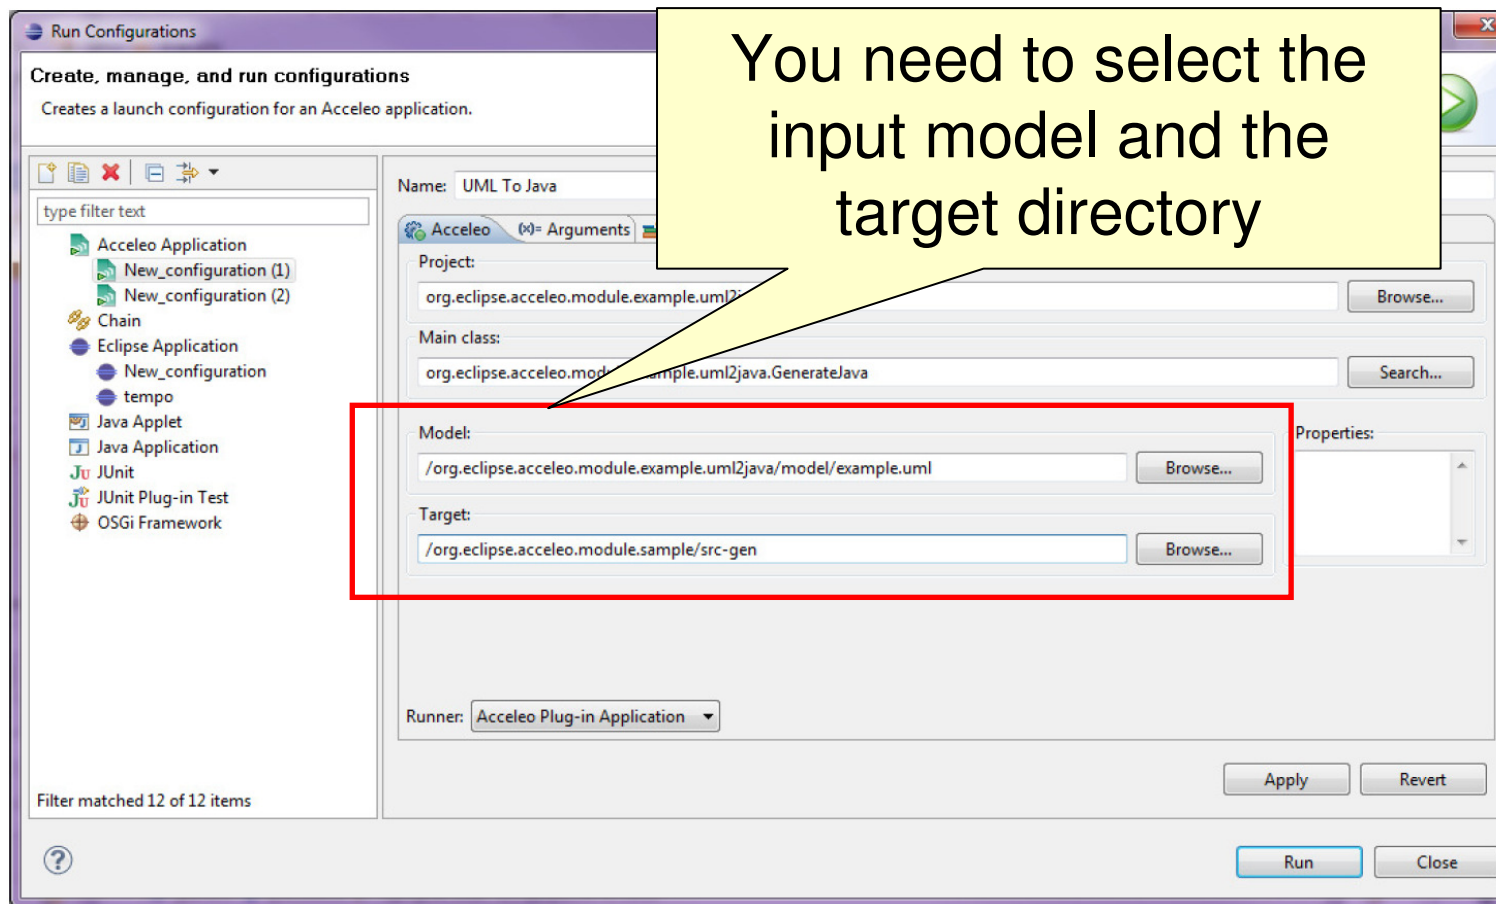 Run Configurations
You need to select the
input model and the
target directory
Create, manage, and run configurati
Creates a launch configuration for an Acceleo application.
type filter text
Acceleo Application
New_configuration (1)
New_configuration (2)
Chain
Eclipse Application
New_configuration
tempo
Java Applet
Java Application
JUnit
JUnit Plug-in Test
OSGi Framework
Filter matched 12 of 12 items
Name: UML To Java
Acceleo (x)= Arguments
Project:
org.eclipse.acceleo.module.example.uml2j Browse...
Main class:
org.eclipse.acceleo.mod mple.uml2java.GenerateJava Search...
Model:
/org.eclipse.acceleo.module.example.uml2java/model/example.uml Browse...
Target:
/org.eclipse.acceleo.module.sample/src-gen Browse...
Properties:
Runner: Acceleo Plug-in Application
Apply Revert
Run Close